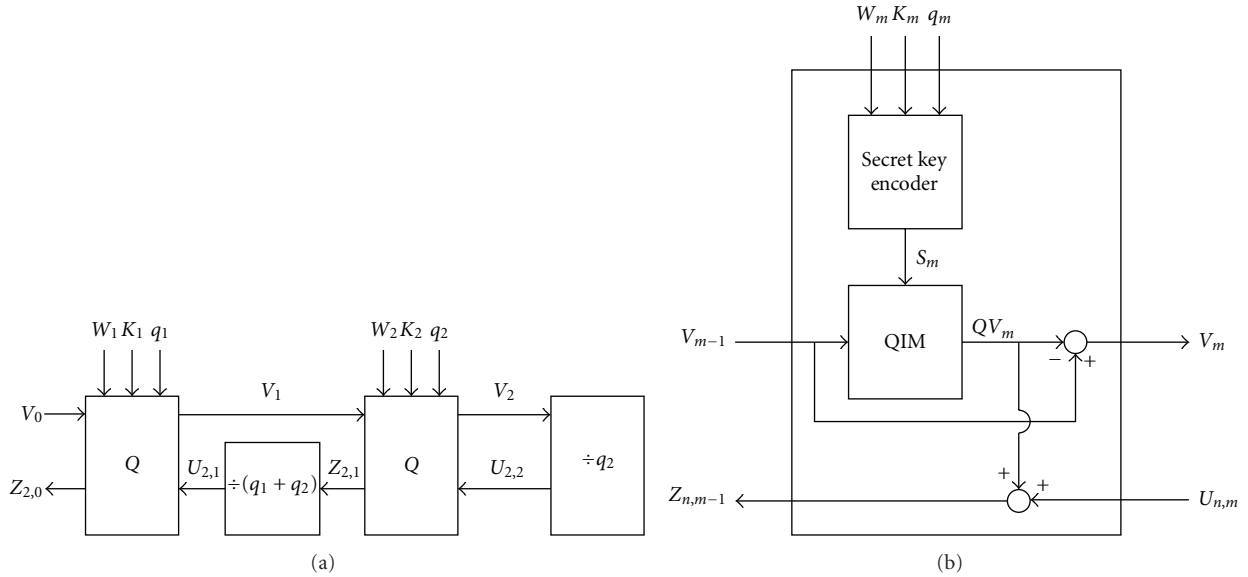 W₁ K₁ q₁
V₀
Q
Z₂,₀
V₁
U₂,₁
÷(q₁ + q₂)
Z₂,₁
W₂ K₂ q₂
Q
V₂
U₂,₂
÷q₂
(a)
Wₘ Kₘ qₘ
Secret key
encoder
Sₘ
Vₘ₋₁
QIM
QVₘ
−
+
Vₘ
+
+
Zₙ,ₘ₋₁
Uₙ,ₘ
(b)